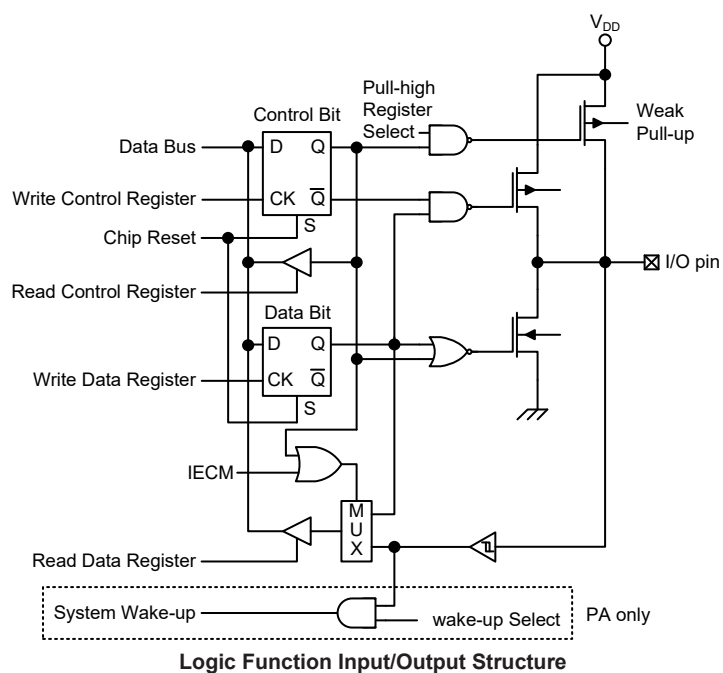 V_DD
Pull-high
Register
Select
Weak
Pull-up
Control Bit
Data Bus
D Q
Write Control Register
CK Q̅
Chip Reset
S
I/O pin
Read Control Register
Data Bit
D Q
Write Data Register
CK Q̅
S
IECM
M
U
X
Read Data Register
System Wake-up
wake-up Select
PA only
Logic Function Input/Output Structure